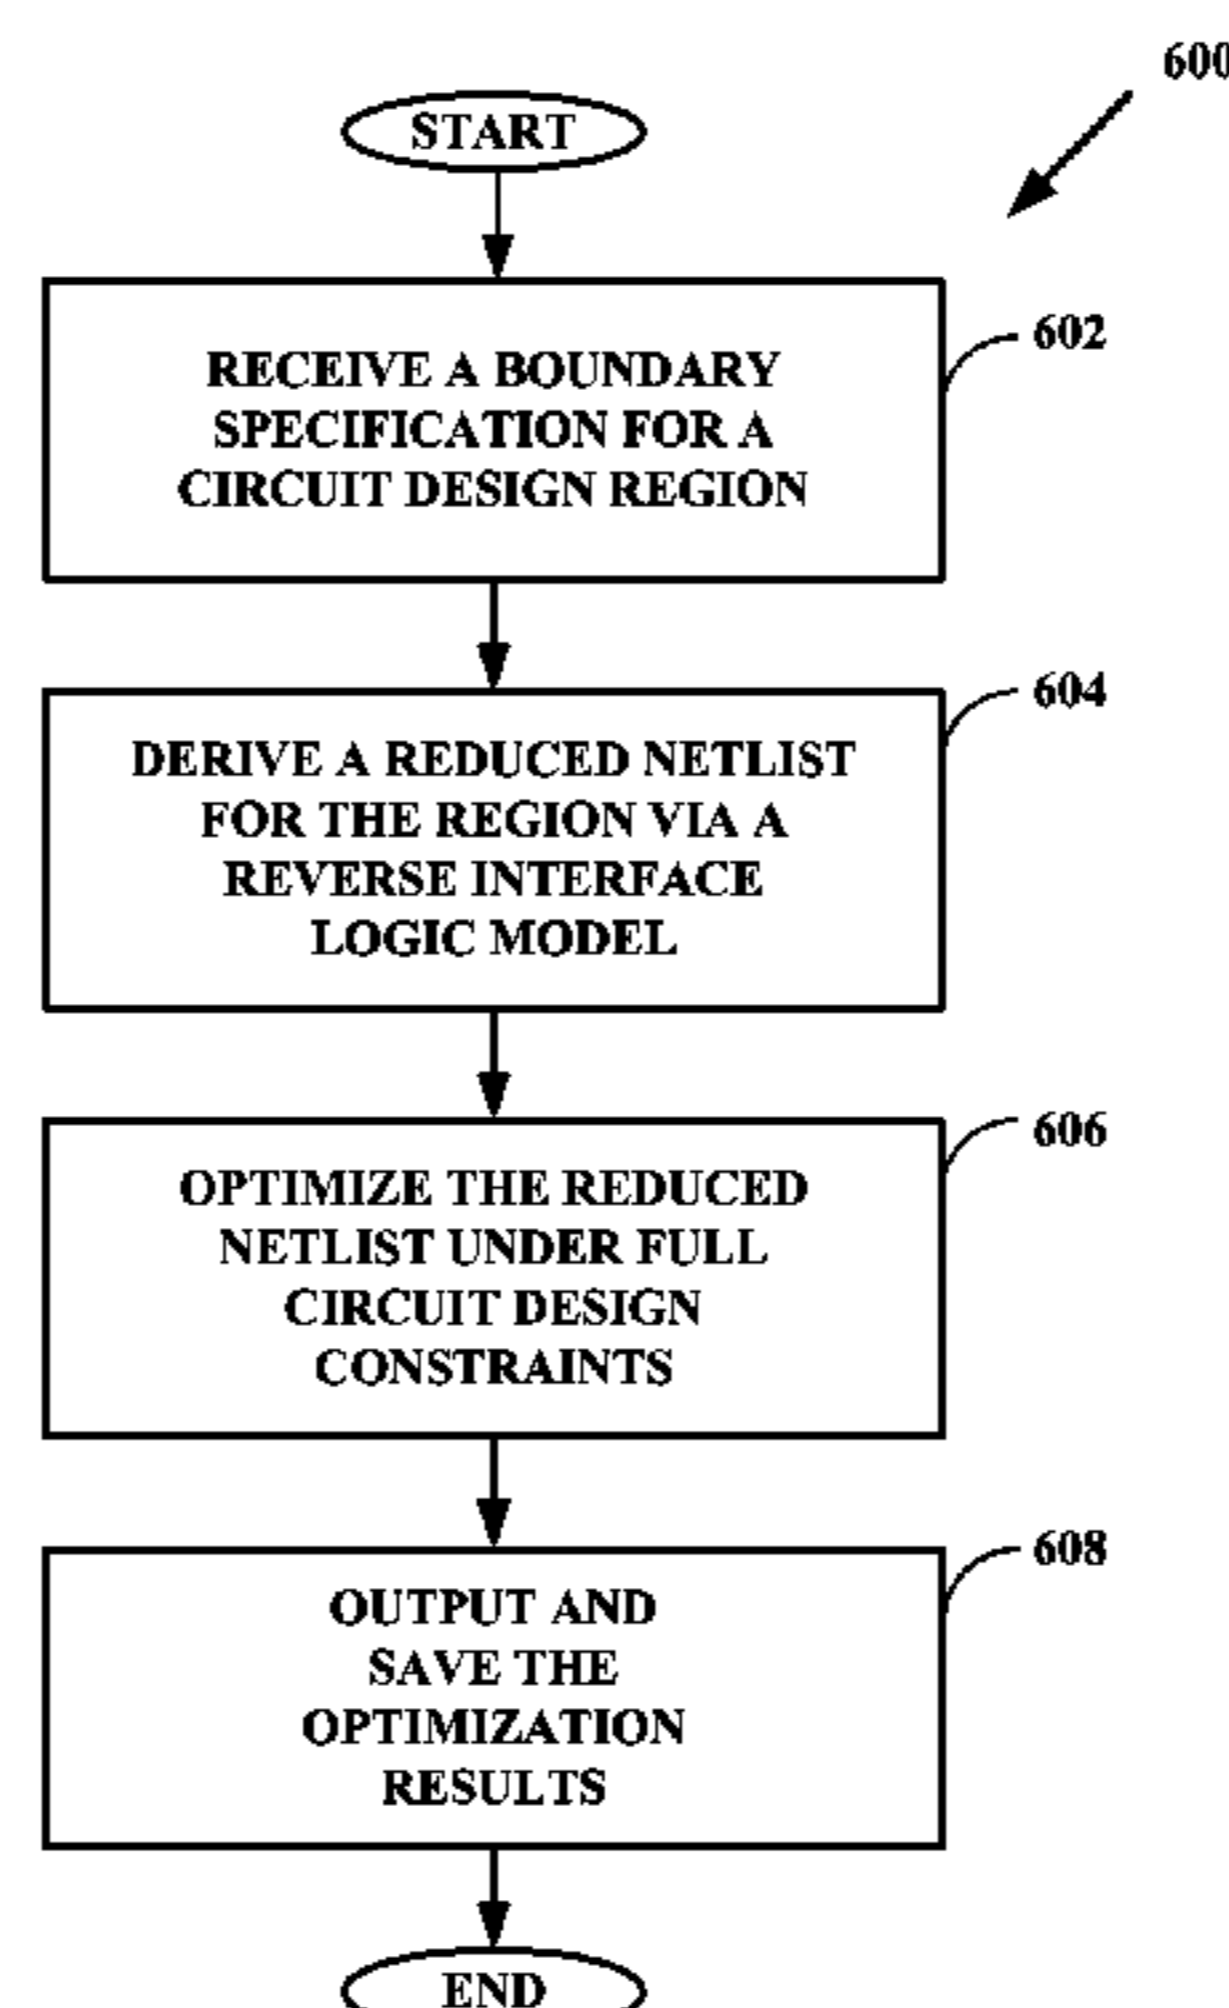 600
START
602
RECEIVE A BOUNDARY
SPECIFICATION FOR A
CIRCUIT DESIGN REGION
604
DERIVE A REDUCED NETLIST
FOR THE REGION VIA A
REVERSE INTERFACE
LOGIC MODEL
606
OPTIMIZE THE REDUCED
NETLIST UNDER FULL
CIRCUIT DESIGN
CONSTRAINTS
608
OUTPUT AND
SAVE THE
OPTIMIZATION
RESULTS
END